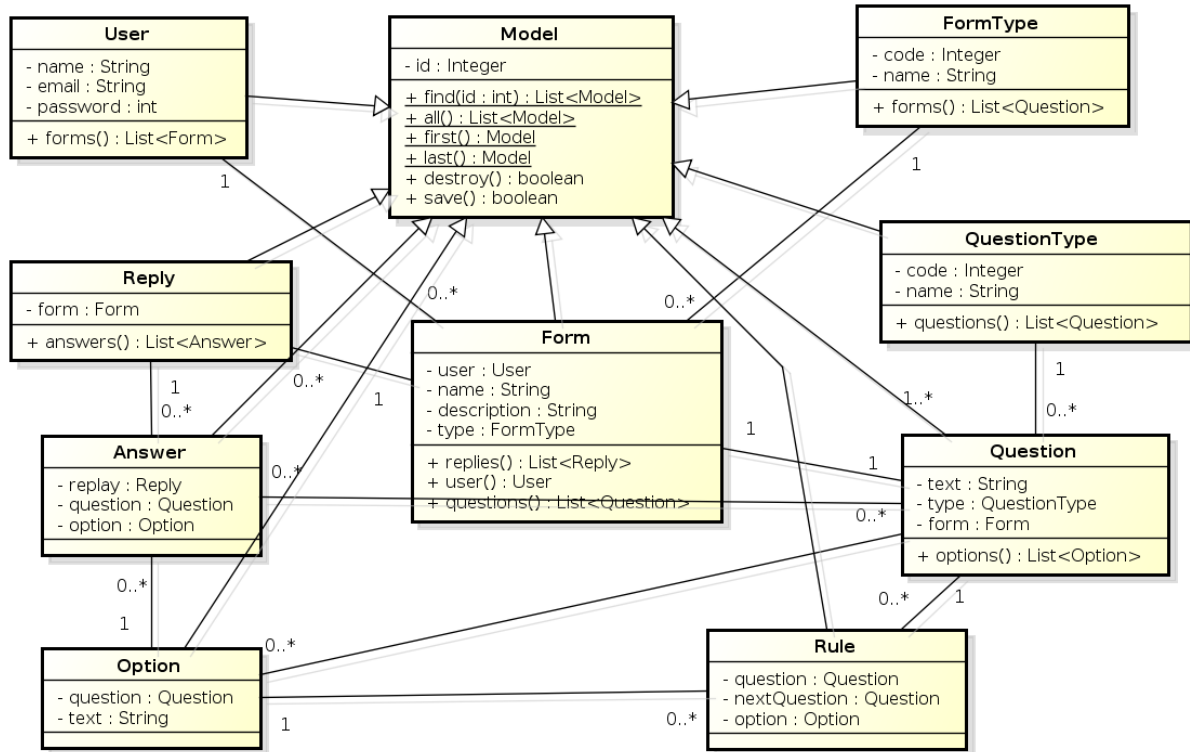 User
- name : String
- email : String
- password : int
+ forms() : List<Form>
Model
- id : Integer
+ find(id : int) : List<Model>
+ all() : List<Model>
+ first() : Model
+ last() : Model
+ destroy() : boolean
+ save() : boolean
FormType
- code : Integer
- name : String
+ forms() : List<Question>
1
1
QuestionType
- code : Integer
- name : String
+ questions() : List<Question>
Reply
- form : Form
+ answers() : List<Answer>
0..*
0..*
Form
- user : User
- name : String
- description : String
- type : FormType
+ replies() : List<Reply>
+ user() : User
+ questions() : List<Question>
1
0..*
0..*
1
1
1..*
1
0..*
1
Answer
- replay : Reply
- question : Question
- option : Option
0..*
0..*
Question
- text : String
- type : QuestionType
- form : Form
+ options() : List<Option>
0..*
1
0..*
0..*
1
Option
- question : Question
- text : String
1
0..*
Rule
- question : Question
- nextQuestion : Question
- option : Option